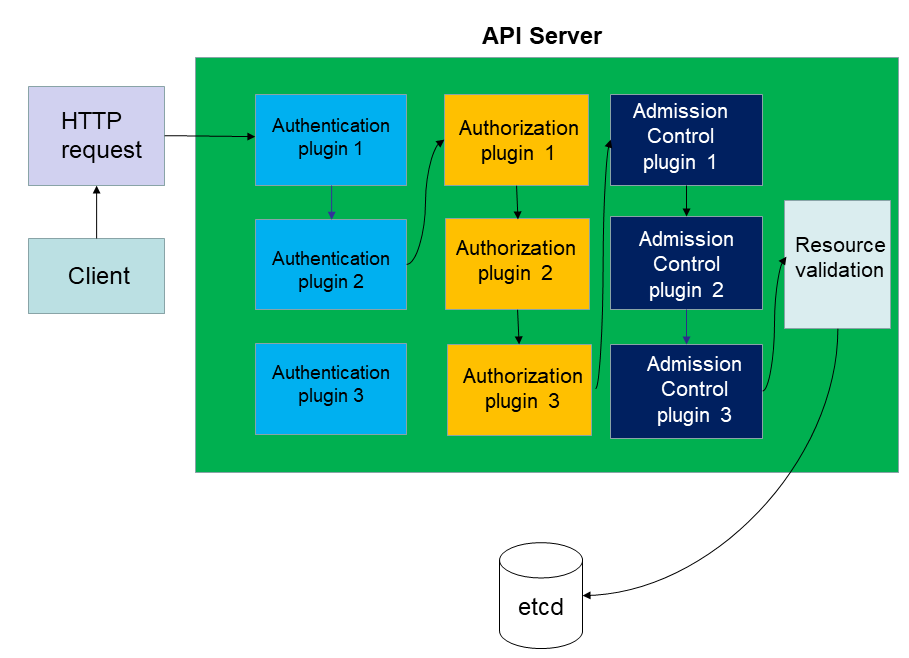 API Server
HTTP
request
Client
Authentication
plugin 1
Authentication
plugin 2
Authentication
plugin 3
Authorization
plugin 1
Authorization
plugin 2
Authorization
plugin 3
Admission
Control
plugin 1
Admission
Control
plugin 2
Admission
Control
plugin 3
Resource
validation
etcd